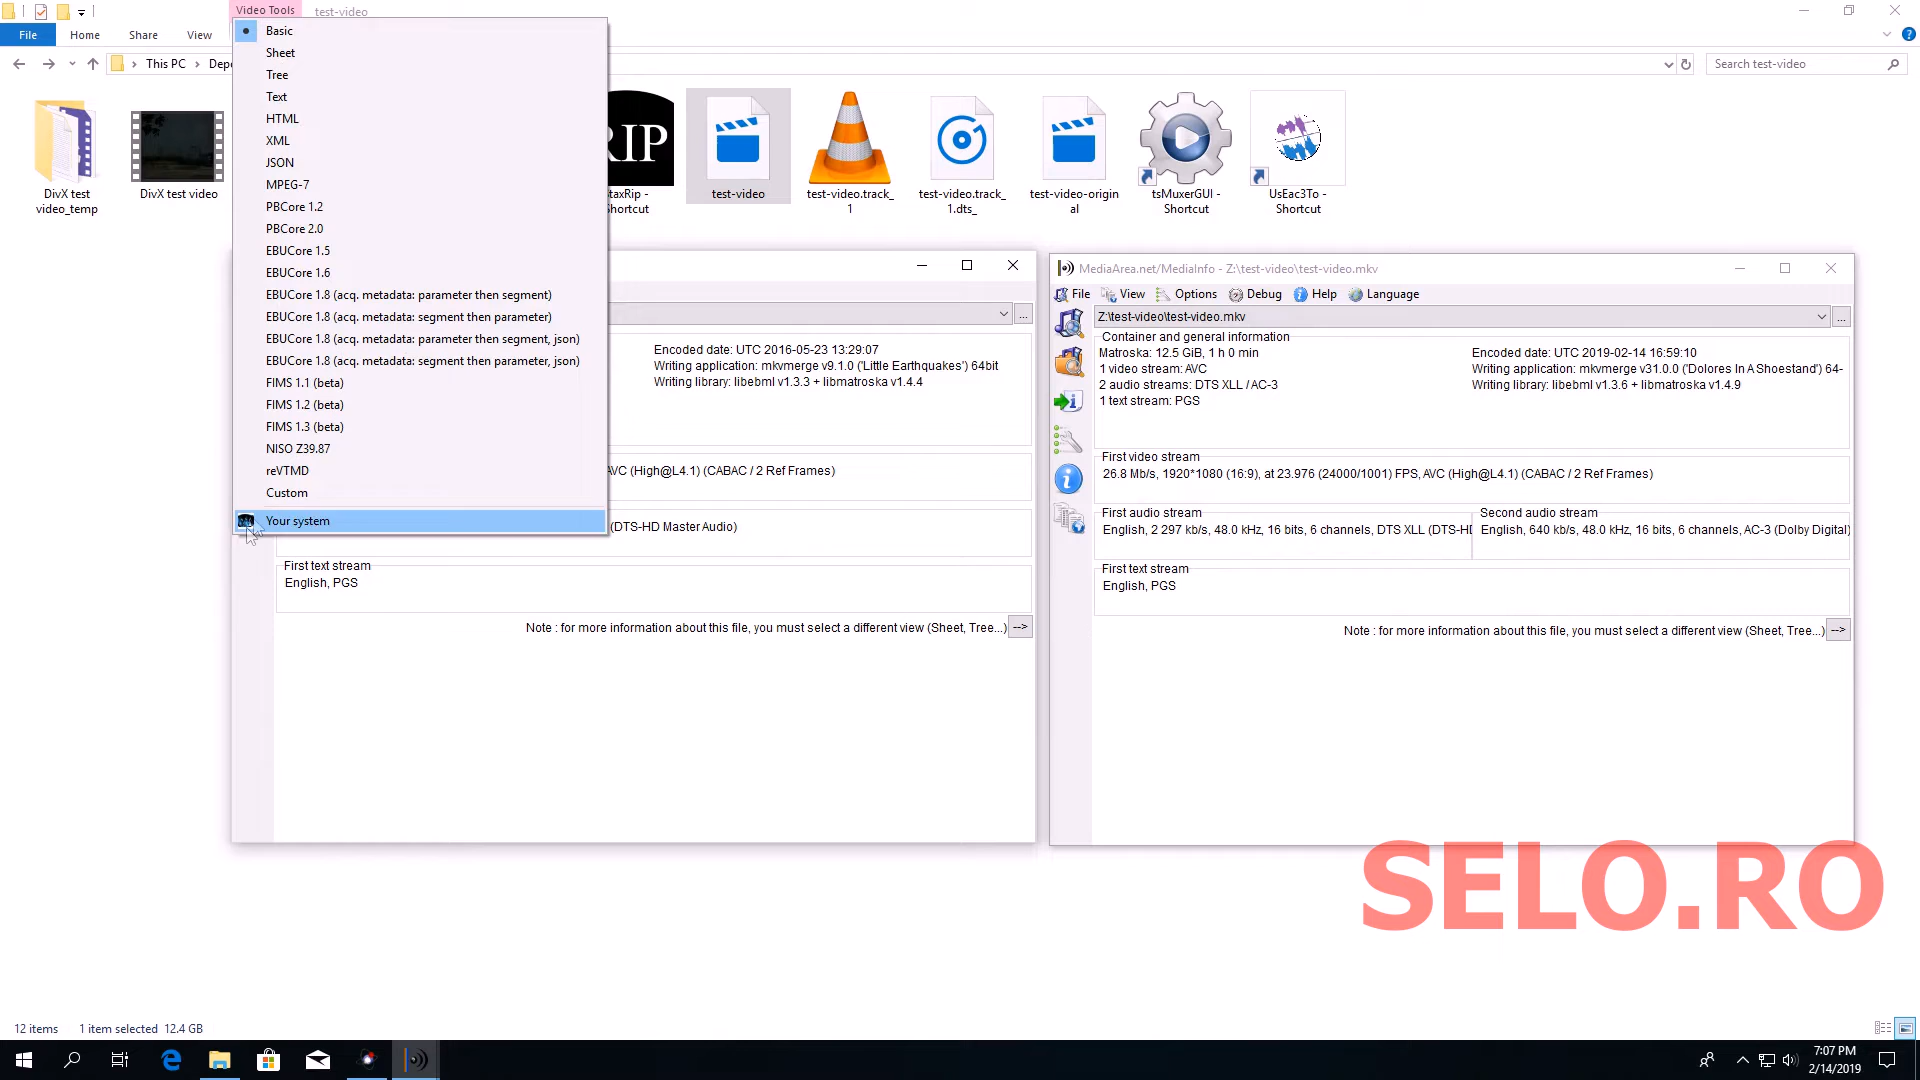 Video Tools
test-video
File
Home
Share
View
This PC
Search test-video
DivX test
video_temp
DivX test video
RIP
Shortcut
test-video
test-video.track_
1
test-video.track_
1.dts_
test-video-origin
al
tsMuxerGUI -
Shortcut
UsEac3To -
Shortcut
Basic
Sheet
Tree
Text
HTML
XML
JSON
MPEG-7
PBCore 1.2
PBCore 2.0
EBUCore 1.5
EBUCore 1.6
EBUCore 1.8 (acq. metadata: parameter then segment)
EBUCore 1.8 (acq. metadata: segment then parameter)
EBUCore 1.8 (acq. metadata: parameter then segment, json)
EBUCore 1.8 (acq. metadata: segment then parameter, json)
FIMS 1.1 (beta)
FIMS 1.2 (beta)
FIMS 1.3 (beta)
NISO Z39.87
reVTMD
Custom
Your system
...
Encoded date: UTC 2016-05-23 13:29:07
Writing application: mkvmerge v9.1.0 ('Little Earthquakes') 64bit
Writing library: libebml v1.3.3 + libmatroska v1.4.4
AVC (High@L4.1) (CABAC / 2 Ref Frames)
(DTS-HD Master Audio)
First text stream
English, PGS
Note : for more information about this file, you must select a different view (Sheet, Tree...)
-->
MediaArea.net/MediaInfo - Z:\test-video\test-video.mkv
File
View
Options
Debug
Help
Language
Z:\test-video\test-video.mkv
...
Container and general information
Matroska: 12.5 GiB, 1 h 0 min
1 video stream: AVC
2 audio streams: DTS XLL / AC-3
1 text stream: PGS
Encoded date: UTC 2019-02-14 16:59:10
Writing application: mkvmerge v31.0.0 ('Dolores In A Shoestand') 64-
Writing library: libebml v1.3.6 + libmatroska v1.4.9
First video stream
26.8 Mb/s, 1920*1080 (16:9), at 23.976 (24000/1001) FPS, AVC (High@L4.1) (CABAC / 2 Ref Frames)
First audio stream
English, 2 297 kb/s, 48.0 kHz, 16 bits, 6 channels, DTS XLL (DTS-HD
Second audio stream
English, 640 kb/s, 48.0 kHz, 16 bits, 6 channels, AC-3 (Dolby Digital)
First text stream
English, PGS
Note : for more information about this file, you must select a different view (Sheet, Tree...)
-->
SELO.RO
12 items
1 item selected 12.4 GB
7:07 PM
2/14/2019